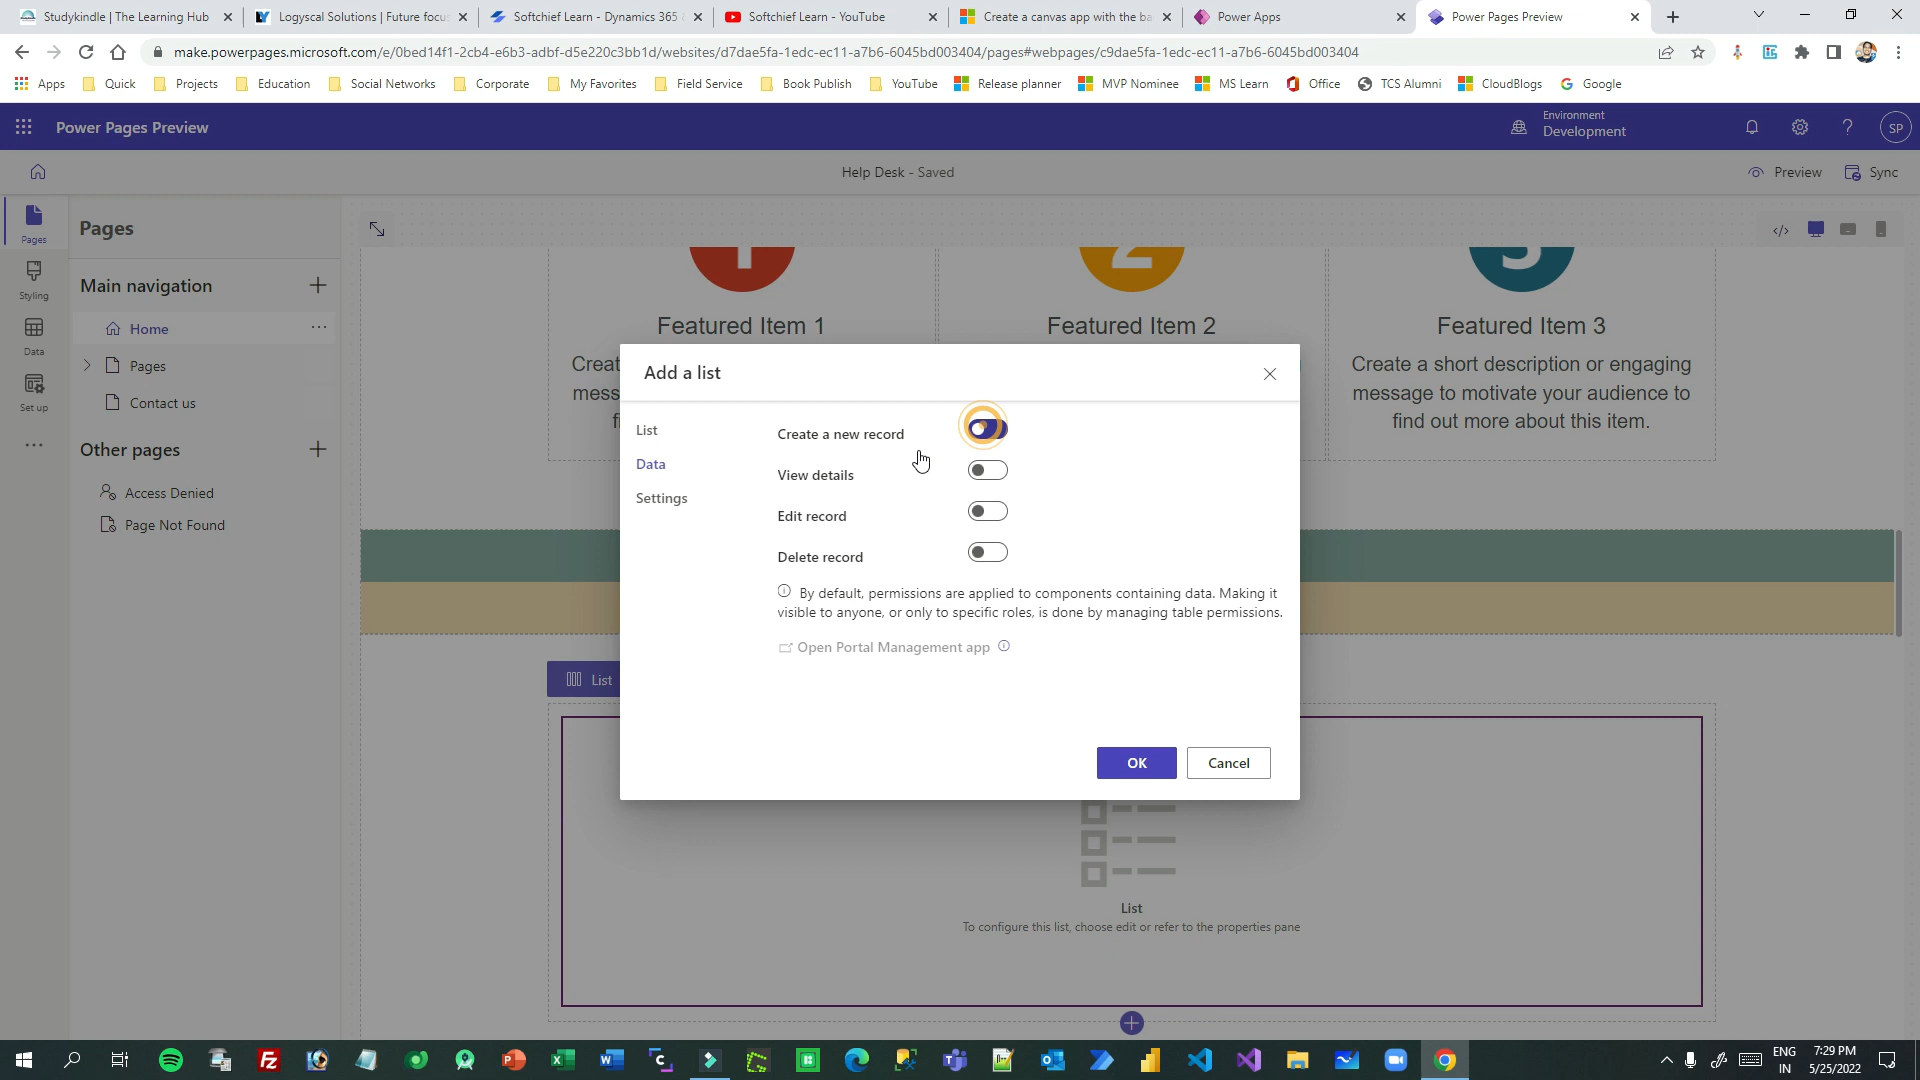 Studykindle | The Learning Hub
Logyscal Solutions | Future focu
Softchief Learn - Dynamics 365
Softchief Learn - YouTube
Create a canvas app with the ba
Power Apps
Power Pages Preview
make.powerpages.microsoft.com/e/0bed14f1-2cb4-e6b3-adbf-d5e220c3bb1d/websites/d7dae5fa-1edc-ec11-a7b6-6045bd003404/pages#webpages/c9dae5fa-1edc-ec11-a7b6-6045bd003404
Apps Quick Projects Education Social Networks Corporate My Favorites Field Service Book Publish YouTube Release planner MVP Nominee MS Learn Office TCS Alumni CloudBlogs Google
Power Pages Preview
Environment
Development
SP
Help Desk - Saved
Preview
Sync
Pages
Styling
Data
Set up
Pages
Main navigation
Home
Pages
Contact us
Other pages
Access Denied
Page Not Found
1
2
3
Featured Item 1
Featured Item 2
Featured Item 3
Creat
mess
fi
Create a short description or engaging
message to motivate your audience to
find out more about this item.
Add a list
List
Data
Settings
Create a new record
View details
Edit record
Delete record
By default, permissions are applied to components containing data. Making it
visible to anyone, or only to specific roles, is done by managing table permissions.
Open Portal Management app
OK
Cancel
List
List
To configure this list, choose edit or refer to the properties pane
ENG
IN
7:29 PM
5/25/2022